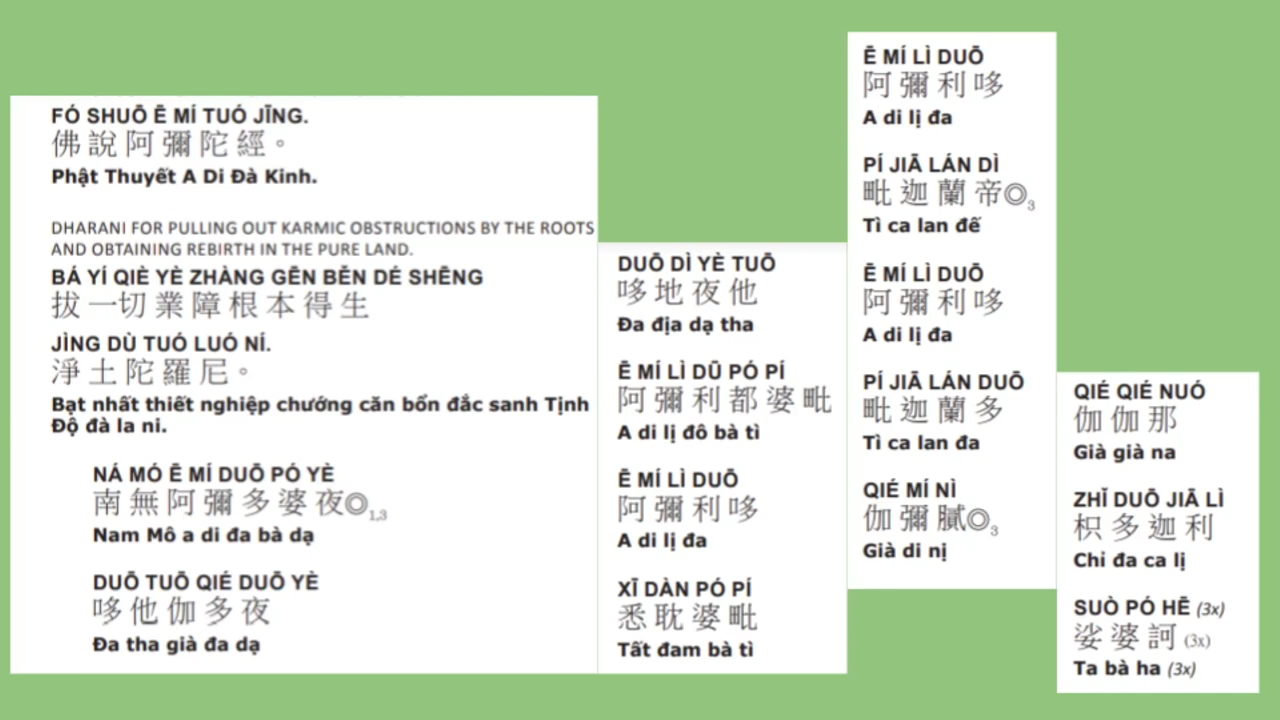 FÓ SHUŌ Ē MÍ TUÓ JĪNG.
佛說阿彌陀經。
Phật Thuyết A Di Đà Kinh.
DHARANI FOR PULLING OUT KARMIC OBSTRUCTIONS BY THE ROOTS
AND OBTAINING REBIRTH IN THE PURE LAND.
BÁ YÍ QIÈ YÈ ZHÀNG GĒN BĚN DÉ SHĒNG
拔一切業障根本得生
JÌNG DÙ TUÓ LUÓ NÍ.
淨土陀羅尼。
Bạt nhất thiết nghiệp chướng căn bổn đắc sanh Tịnh
Độ đà la ni.
NÁ MÓ Ē MÍ DUŌ PÓ YÈ
南無阿彌多婆夜◎1,3
Nam Mô a di đa bà dạ
DUŌ TUŌ QIÉ DUŌ YÈ
哆他伽多夜
Đa tha già đa dạ
DUŌ DÌ YÈ TUŌ
哆地夜他
Đa địa dạ tha
Ē MÍ LÌ DŪ PÓ PÍ
阿彌利都婆毗
A di lị đô bà tì
Ē MÍ LÌ DUŌ
阿彌利哆
A di lị đa
XĪ DÀN PÓ PÍ
悉耽婆毗
Tất đam bà tì
Ē MÍ LÌ DUŌ
阿彌利哆
A di lị đa
PÍ JIĀ LÁN DÌ
毗迦蘭帝◎3
Tì ca lan đế
Ē MÍ LÌ DUŌ
阿彌利哆
A di lị đa
PÍ JIĀ LÁN DUŌ
毗迦蘭多
Tì ca lan đa
QIÉ MÍ NÌ
伽彌膩◎3
Già di nị
QIÉ QIÉ NUÓ
伽伽那
Già già na
ZHǏ DUŌ JIĀ LÌ
枳多迦利
Chỉ đa ca lị
SUÒ PÓ HĒ (3x)
娑婆訶 (3x)
Ta bà ha (3x)